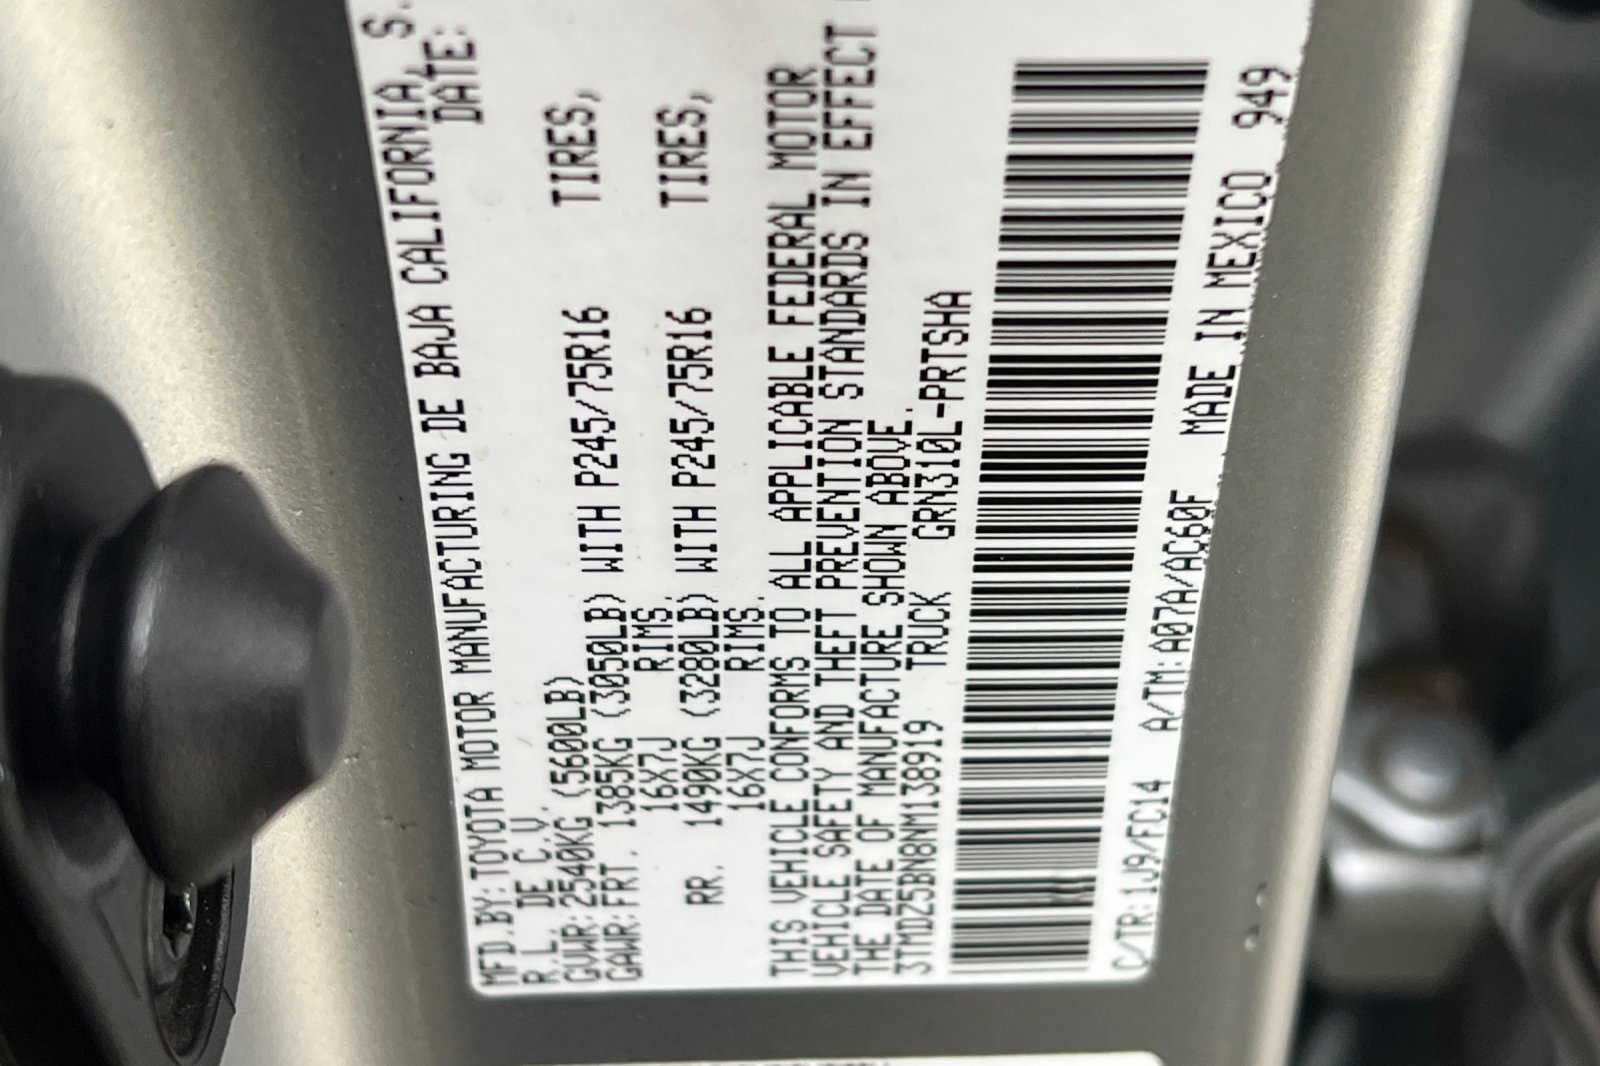 MFD.BY:TOYOTA MOTOR MANUFACTURING DE BAJA CALIFORNIA, S.
R.L. DE C.V. DATE:
GVWR:2540KG (5600LB)
GAWR:FRT. 1385KG (3050LB) WITH P245/75R16 TIRES,
16X7J RIMS,
RR. 1490KG (3280LB) WITH P245/75R16 TIRES,
16X7J RIMS.
THIS VEHICLE CONFORMS TO ALL APPLICABLE FEDERAL MOTOR
VEHICLE SAFETY AND THEFT PREVENTION STANDARDS IN EFFECT
THE DATE OF MANUFACTURE SHOWN ABOVE.
3TMDZ5BN8NM138919 TRUCK GRN310L-PRTSHA
C/TR:1J9/FC14 A/TM:A07A/AC60F MADE IN MEXICO 949